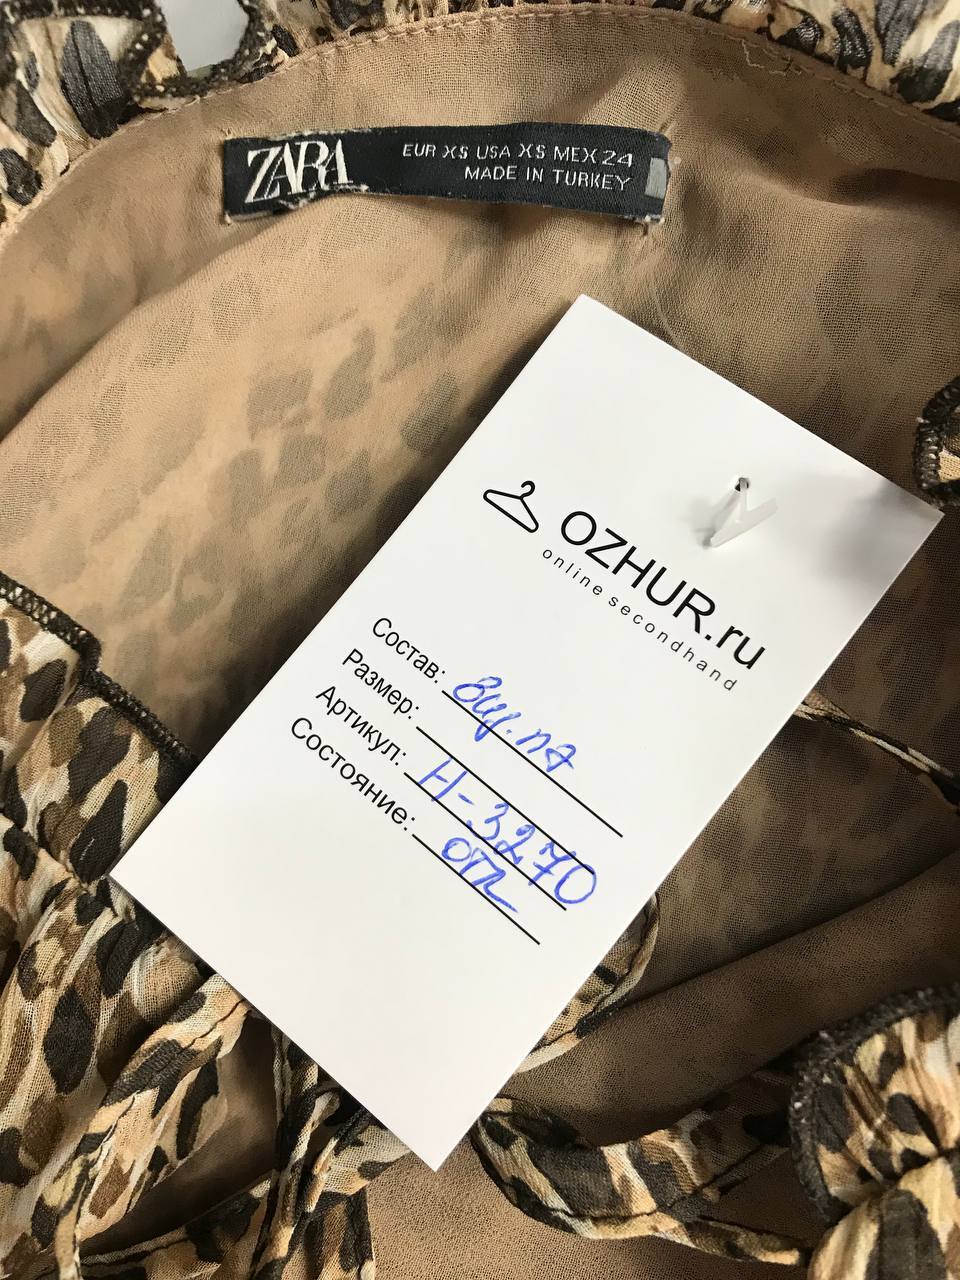 ZARA
EUR XS USA XS MEX 24
MADE IN TURKEY
OZHUR.ru
online secondhand
Состав:
Размер:
Артикул: Н-3270
Состояние: отл